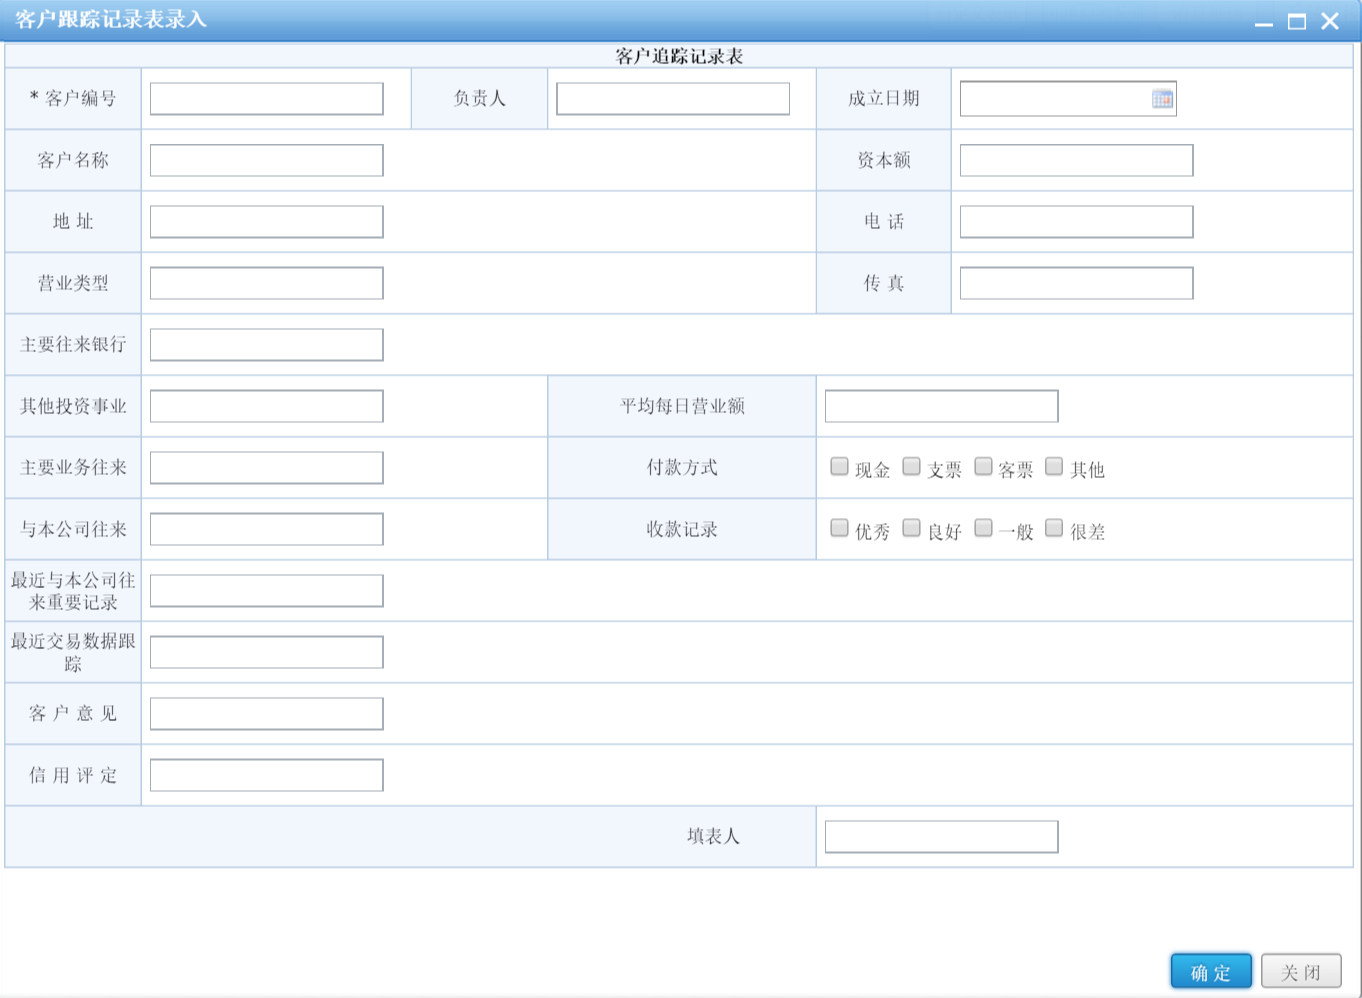 客户跟踪记录表录入
客户追踪记录表
* 客户编号 负责人 成立日期
客户名称 资本额
地 址 电 话
营业类型 传 真
主要往来银行
其他投资事业 平均每日营业额
主要业务往来 付款方式 现金 支票 客票 其他
与本公司往来 收款记录 优秀 良好 一般 很差
最近与本公司往
来重要记录
最近交易数据跟
踪
客 户 意 见
信 用 评 定
填表人
确 定 关 闭